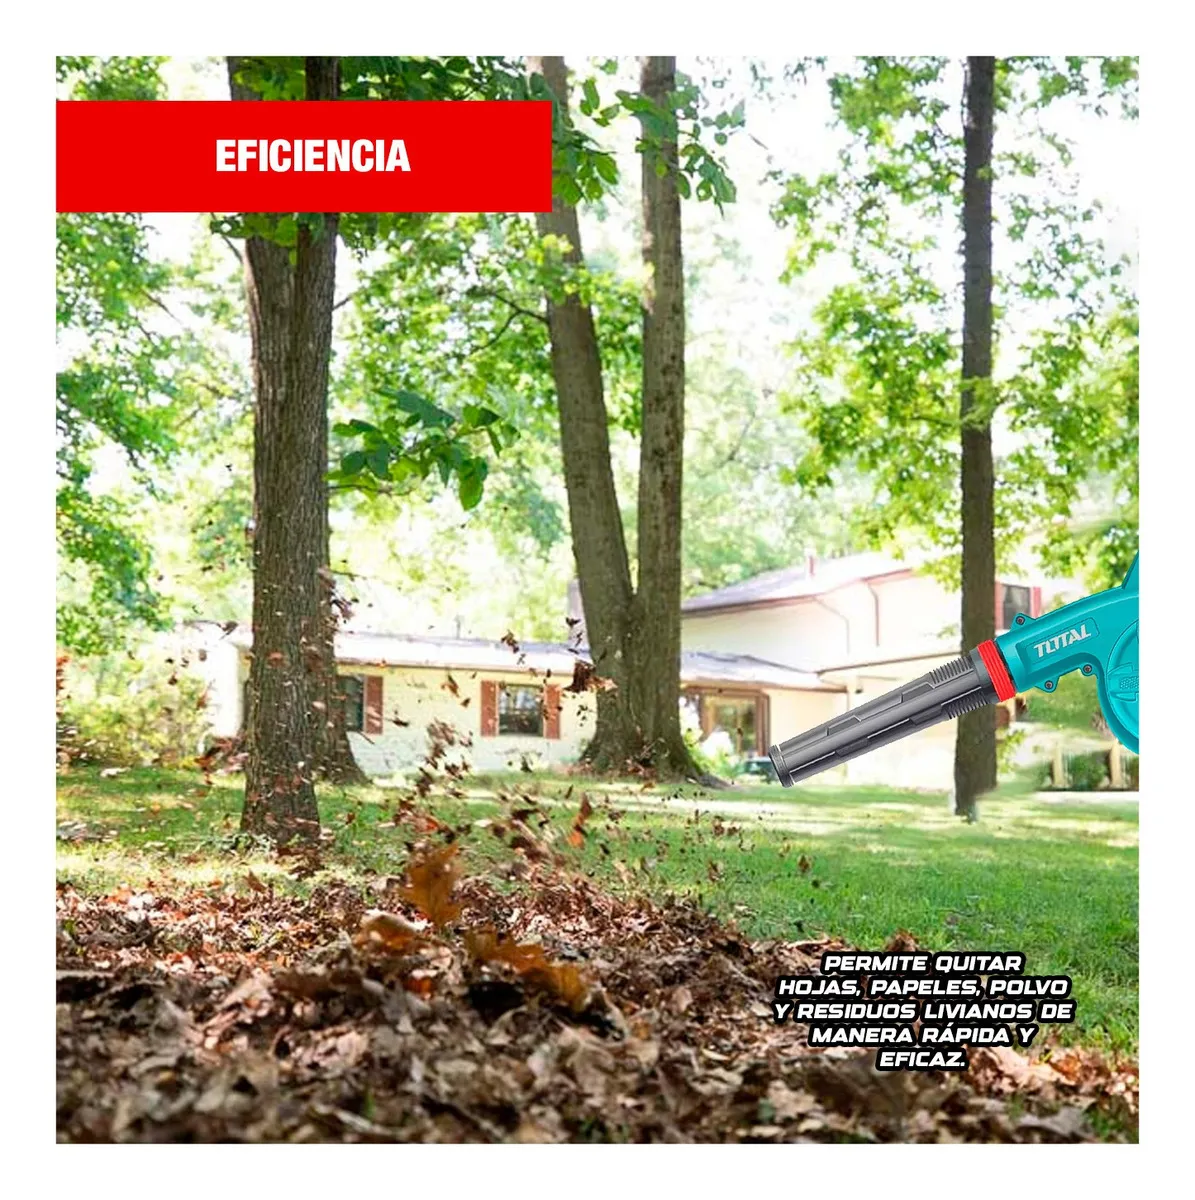 EFICIENCIA
TOTAL
PERMITE QUITAR
HOJAS, PAPELES, POLVO
Y RESIDUOS LIVIANOS DE
MANERA RÁPIDA Y
EFICAZ.